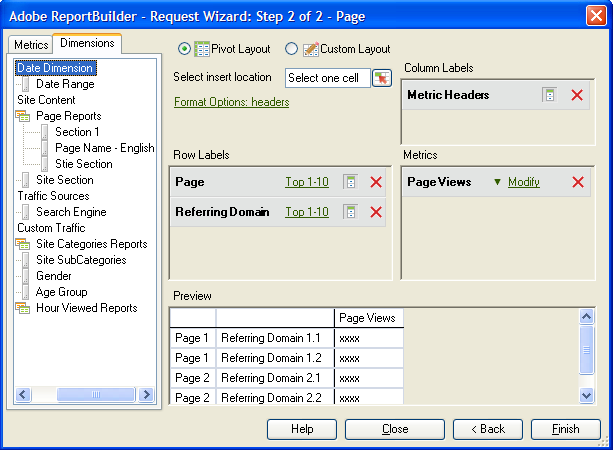 Adobe ReportBuilder - Request Wizard: Step 2 of 2 - Page
Metrics
Dimensions
Date Dimension
Date Range
Site Content
Page Reports
Section 1
Page Name - English
Stie Section
Site Section
Traffic Sources
Search Engine
Custom Traffic
Site Categories Reports
Site SubCategories
Gender
Age Group
Hour Viewed Reports
Pivot Layout
Custom Layout
Select insert location
Select one cell
Format Options: headers
Column Labels
Metric Headers
Row Labels
Page Top 1-10
Referring Domain Top 1-10
Metrics
Page Views Modify
Preview
Page Views
Page 1 Referring Domain 1.1 xxxx
Page 1 Referring Domain 1.2 xxxx
Page 2 Referring Domain 2.1 xxxx
Page 2 Referring Domain 2.2 xxxx
Help
Close
< Back
Finish